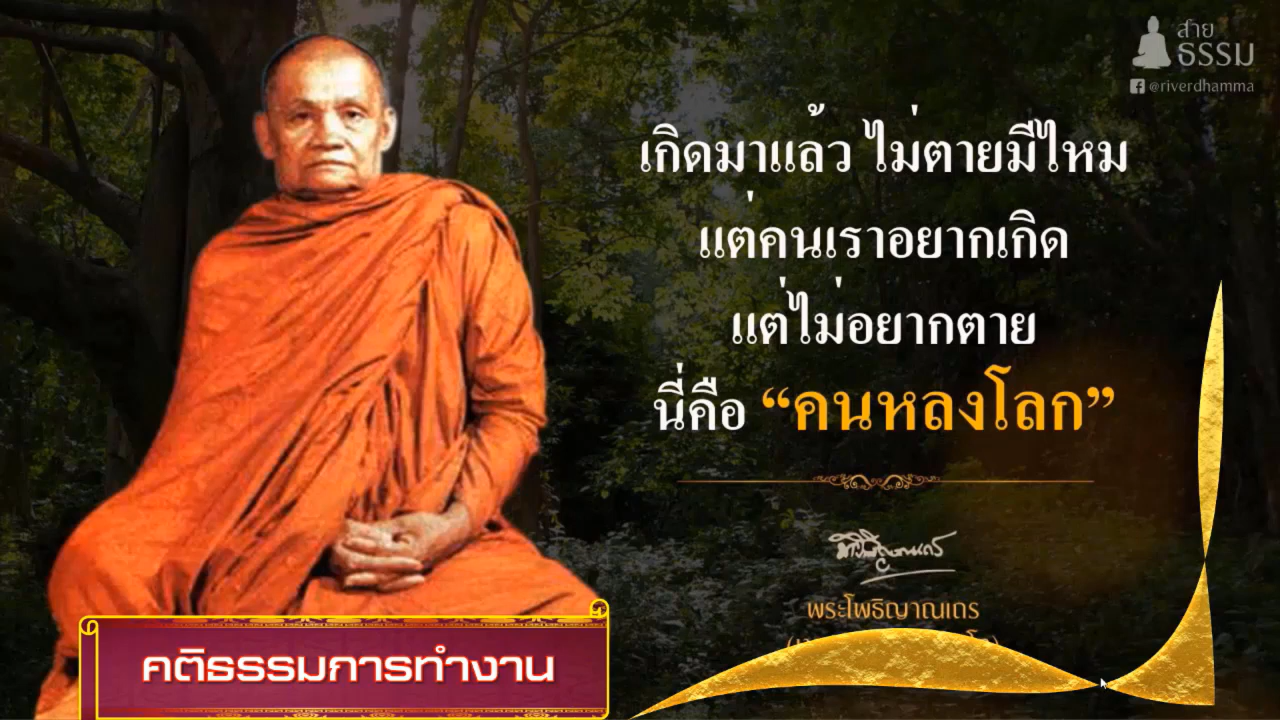 สาย
ธรรม
@riverdhamma
เกิดมาแล้ว ไม่ตายมีไหม
แต่คนเราอยากเกิด
แต่ไม่อยากตาย
นี่คือ “คนหลงโลก”
พระโพธิญาณเถร
คติธรรมการทำงาน